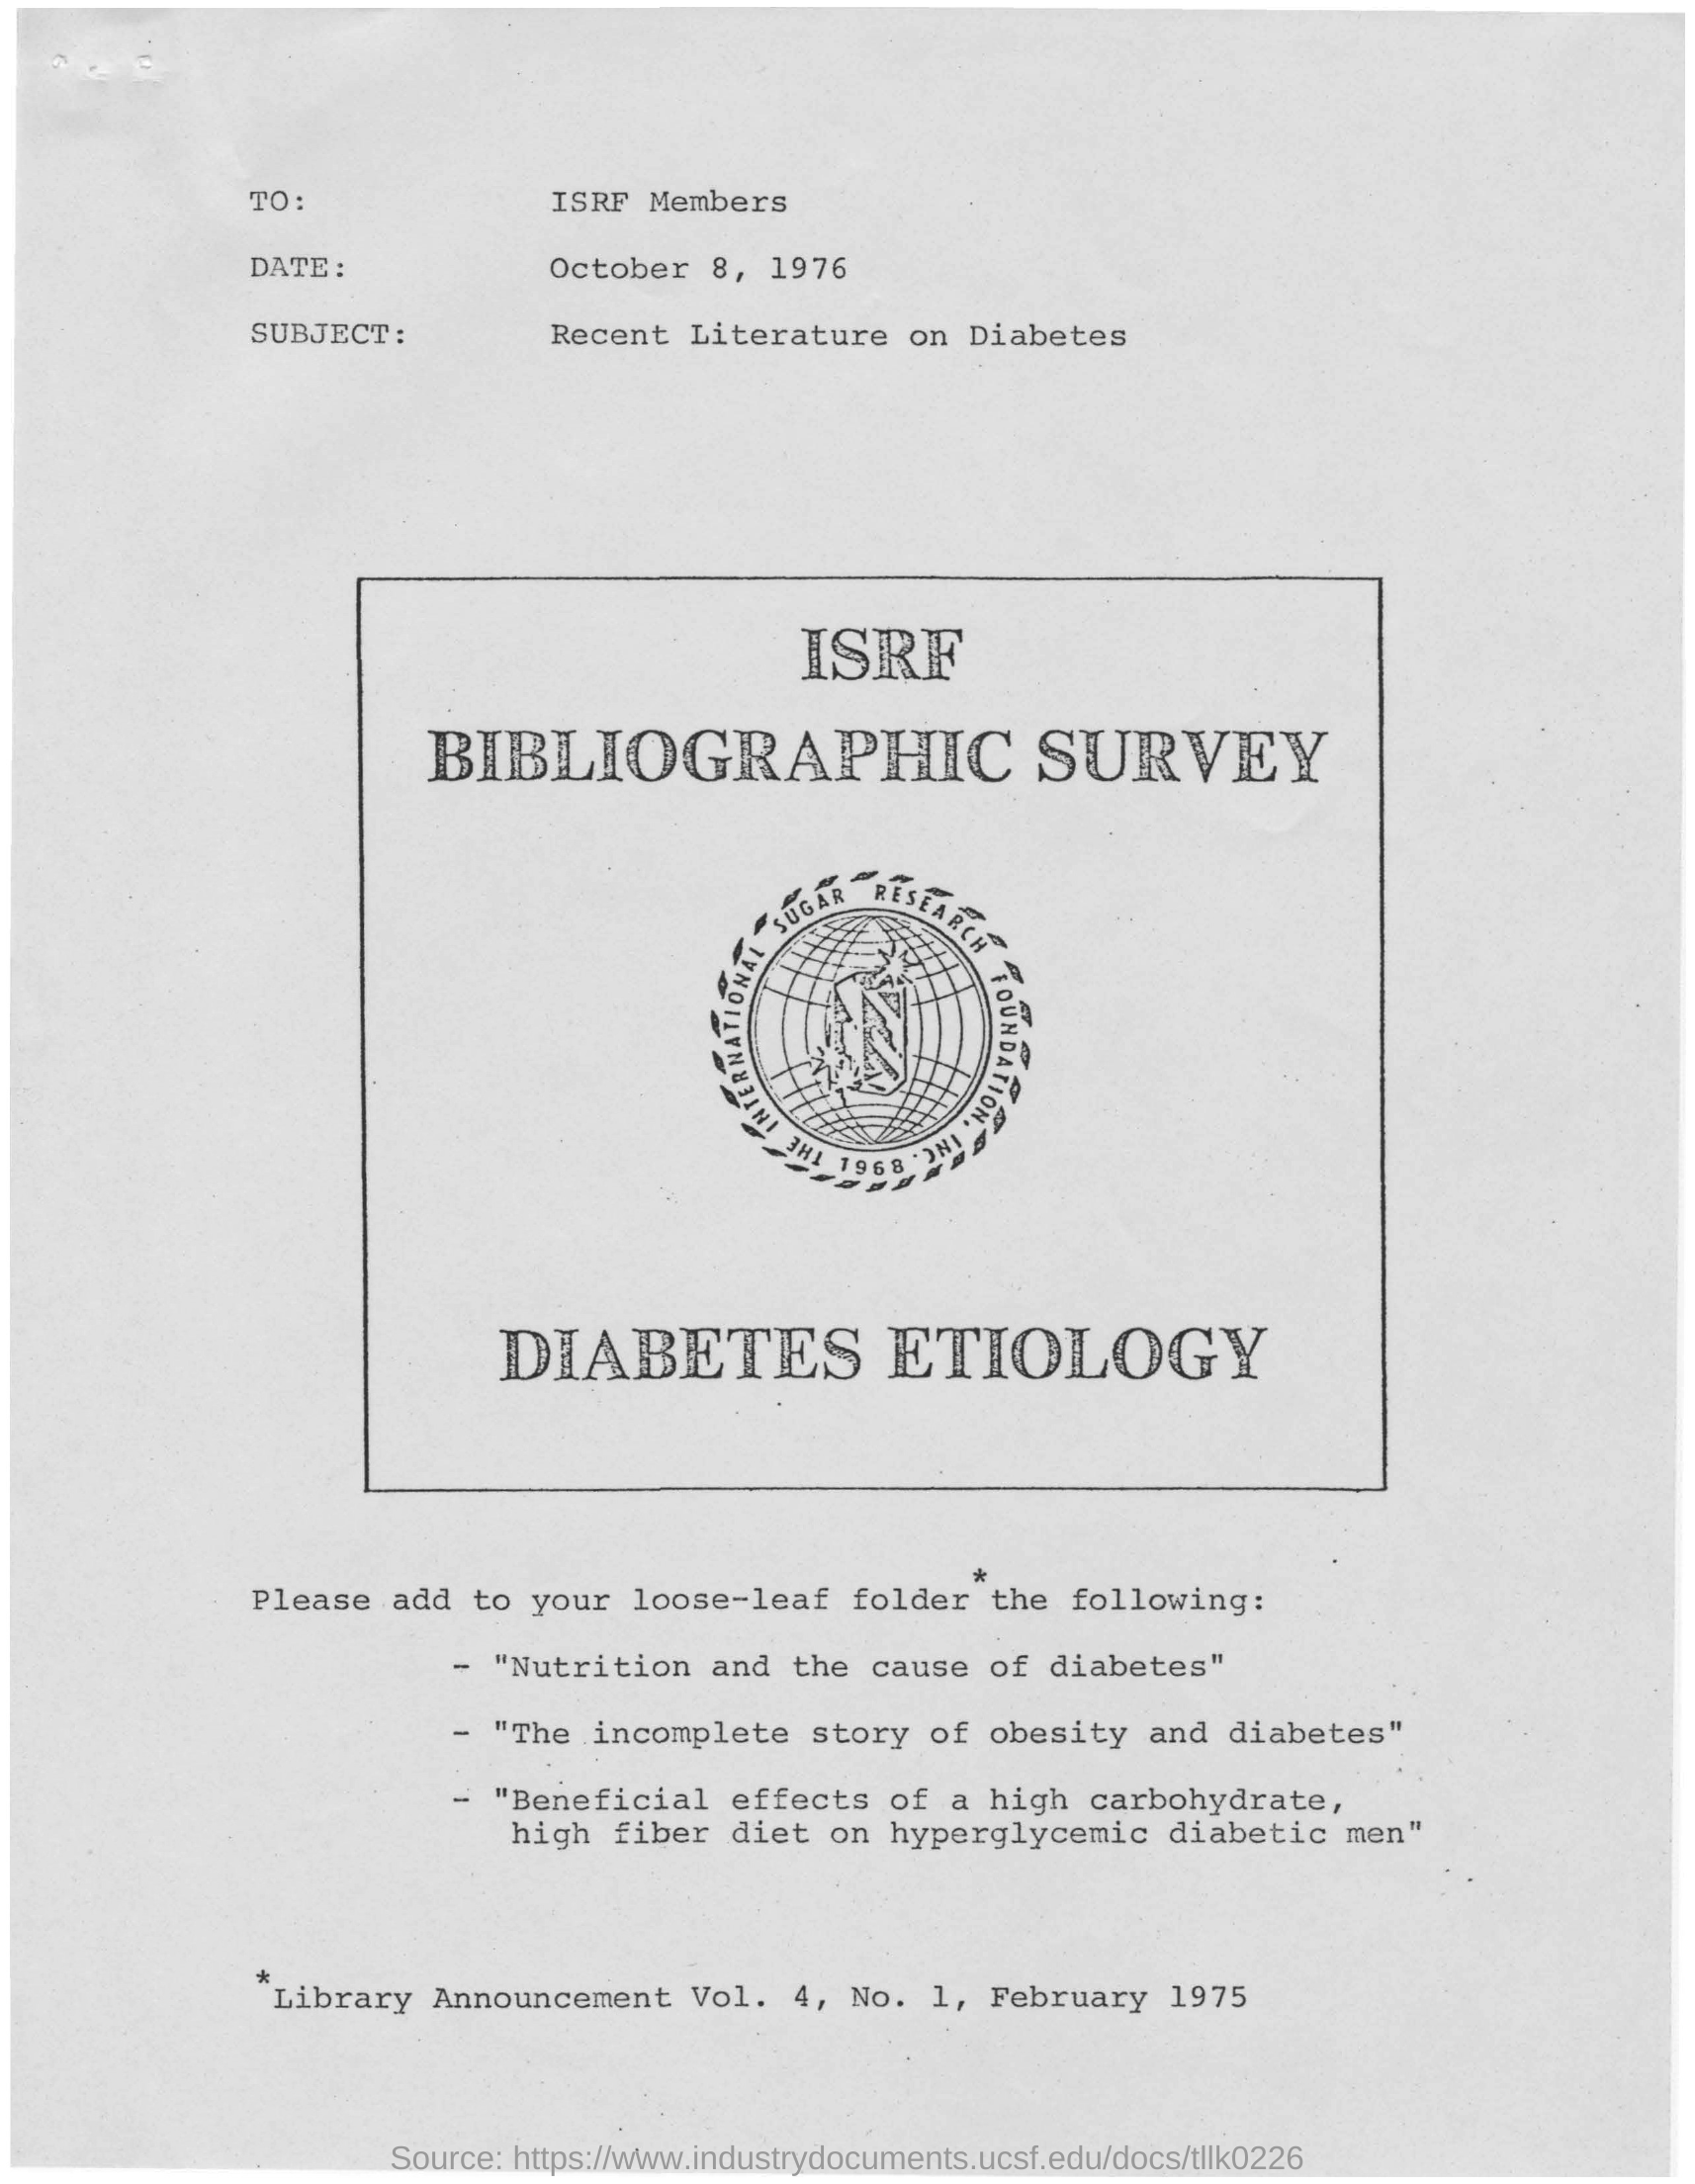 TO: ISRF Members
DATE: October 8, 1976
SUBJECT: Recent Literature on Diabetes
ISRF
BIBLIOGRAPHIC SURVEY
THE INTERNATIONAL SUGAR RESEARCH FOUNDATION, INC. 1968
DIABETES ETIOLOGY
Please add to your loose-leaf folder* the following:
- "Nutrition and the cause of diabetes"
- "The incomplete story of obesity and diabetes"
- "Beneficial effects of a high carbohydrate,
high fiber diet on hyperglycemic diabetic men"
*Library Announcement Vol. 4, No. 1, February 1975
Source: https://www.industrydocuments.ucsf.edu/docs/tllk0226